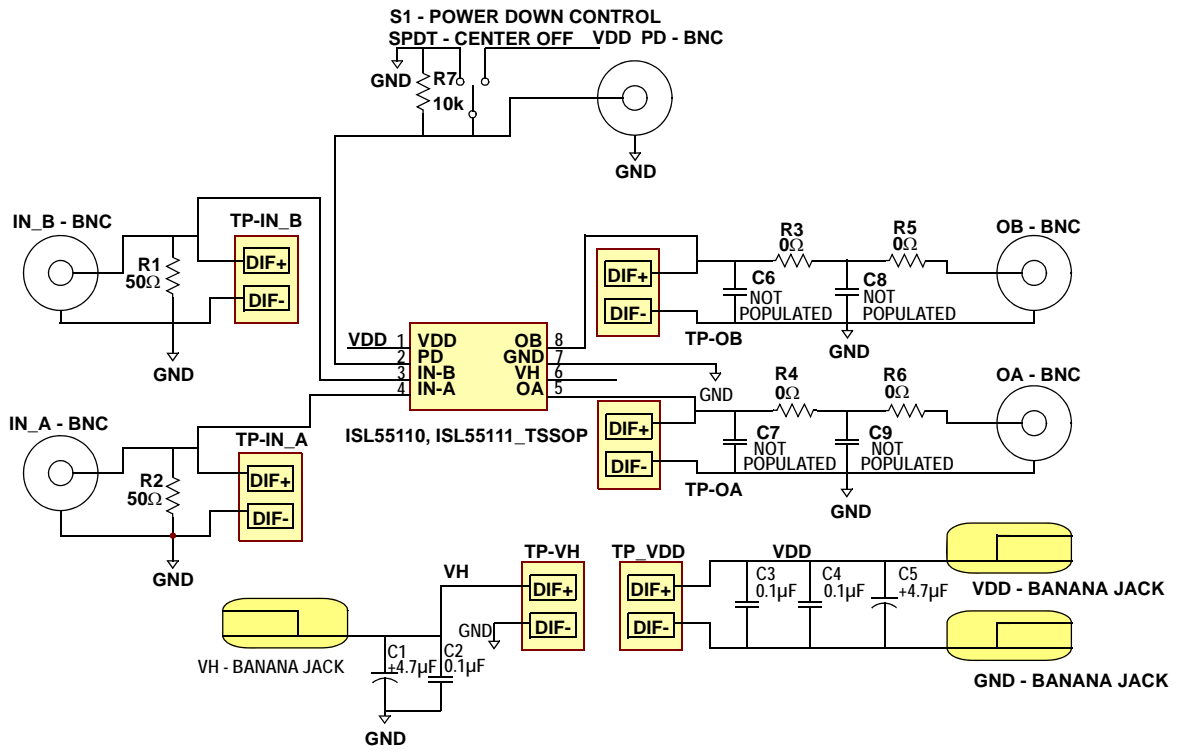 S1 - POWER DOWN CONTROL
SPDT - CENTER OFF VDD PD - BNC
GND
R7
10k
GND
IN_B - BNC
TP-IN_B
R1
50Ω
DIF+
DIF-
GND
R3
0Ω
R5
0Ω
OB - BNC
DIF+
DIF-
C6
NOT
POPULATED
C8
NOT
POPULATED
TP-OB
GND
VDD
1 VDD OB 8
2 PD GND 7
3 IN-B VH 6
4 IN-A OA 5
GND
ISL55110, ISL55111_TSSOP
IN_A - BNC
TP-IN_A
R2
50Ω
DIF+
DIF-
GND
R4
0Ω
R6
0Ω
OA - BNC
DIF+
DIF-
C7
NOT
POPULATED
C9
NOT
POPULATED
TP-OA
GND
TP-VH
VH
DIF+
DIF-
GND
VH - BANANA JACK
C1
+4.7µF
C2
0.1µF
GND
TP_VDD
VDD
DIF+
DIF-
C3
0.1µF
C4
0.1µF
C5
+4.7µF
VDD - BANANA JACK
GND - BANANA JACK